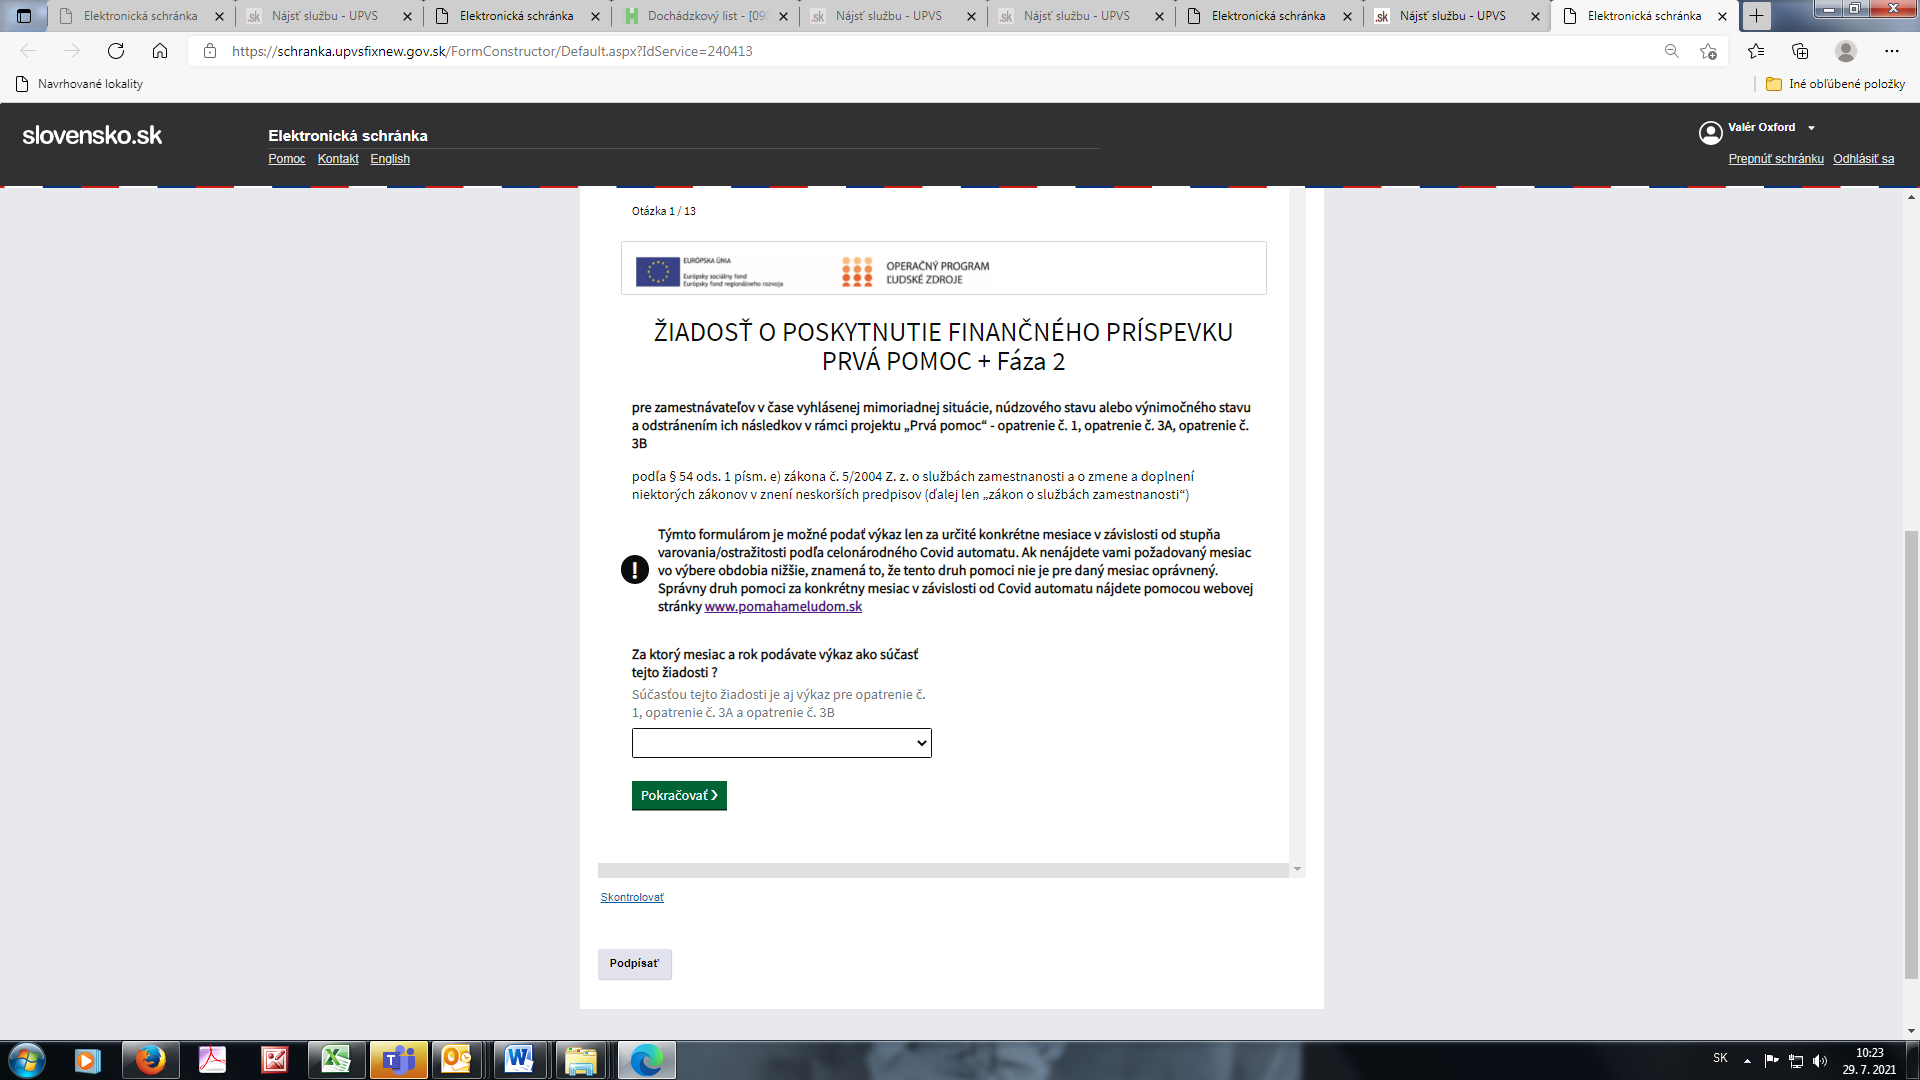 Elektronická schránka
Nájsť službu - UPVS
Elektronická schránka
Dochádzkový list - [090
Nájsť službu - UPVS
Nájsť službu - UPVS
Elektronická schránka
Nájsť službu - UPVS
Elektronická schránka
https://schranka.upvsfixnew.gov.sk/FormConstructor/Default.aspx?IdService=240413
Navrhované lokality
Iné obľúbené položky
slovensko.sk
Elektronická schránka
Pomoc Kontakt English
Valér Oxford
Prepnúť schránku Odhlásiť sa
Otázka 1 / 13
EURÓPSKA ÚNIA
Európsky sociálny fond
Európsky fond regionálneho rozvoja
OPERAČNÝ PROGRAM
ĽUDSKÉ ZDROJE
ŽIADOSŤ O POSKYTNUTIE FINANČNÉHO PRÍSPEVKU
PRVÁ POMOC + Fáza 2
pre zamestnávateľov v čase vyhlásenej mimoriadnej situácie, núdzového stavu alebo výnimočného stavu
a odstránením ich následkov v rámci projektu „Prvá pomoc“ - opatrenie č. 1, opatrenie č. 3A, opatrenie č.
3B
podľa § 54 ods. 1 písm. e) zákona č. 5/2004 Z. z. o službách zamestnanosti a o zmene a doplnení
niektorých zákonov v znení neskorších predpisov (ďalej len „zákon o službách zamestnanosti“)
Týmto formulárom je možné podať výkaz len za určité konkrétne mesiace v závislosti od stupňa
varovania/ostražitosti podľa celonárodného Covid automatu. Ak nenájdete vami požadovaný mesiac
vo výbere obdobia nižšie, znamená to, že tento druh pomoci nie je pre daný mesiac oprávnený.
Správny druh pomoci za konkrétny mesiac v závislosti od Covid automatu nájdete pomocou webovej
stránky www.pomahameludom.sk
Za ktorý mesiac a rok podávate výkaz ako súčasť
tejto žiadosti ?
Súčasťou tejto žiadosti je aj výkaz pre opatrenie č.
1, opatrenie č. 3A a opatrenie č. 3B
Pokračovať
Skontrolovať
Podpísať
SK
10:23
29. 7. 2021